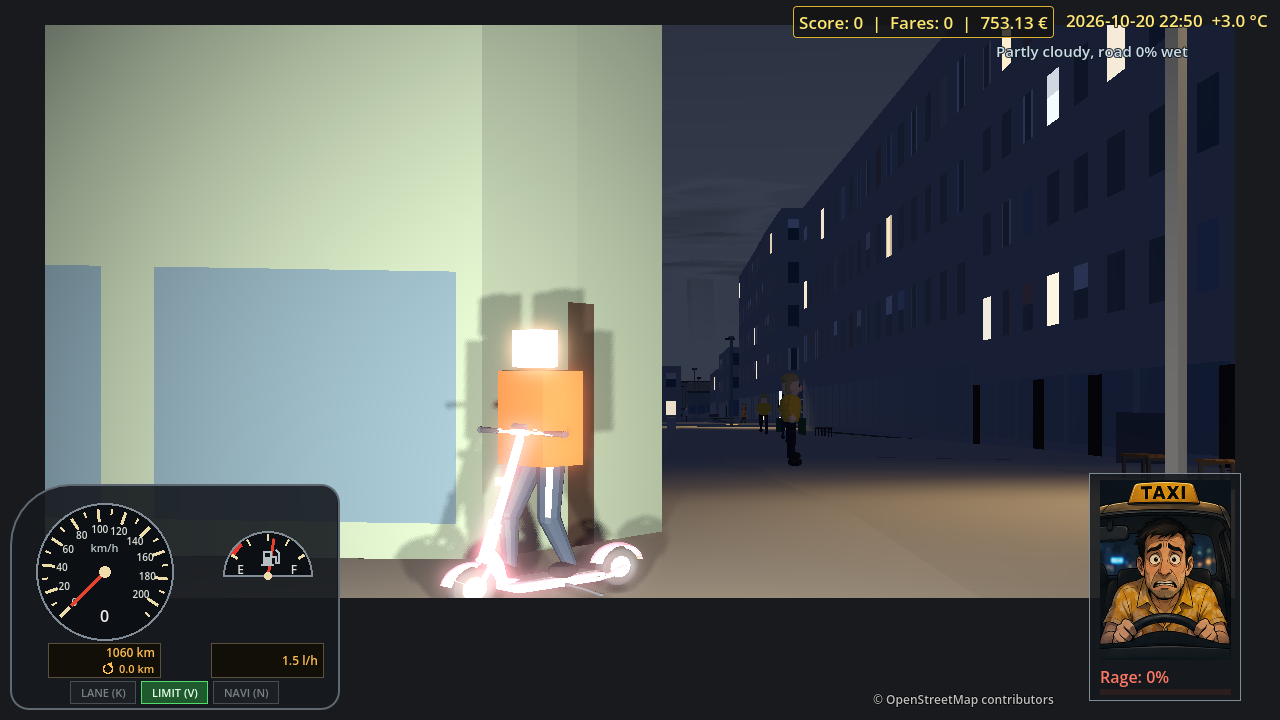 Score: 0 | Fares: 0 | 753.13 €
2026-10-20 22:50 +3.0 °C
Partly cloudy, road 0% wet
0 20 40 60 80 100 120 140 160 180 200
km/h
0
E F
1060 km
0.0 km
1.5 l/h
LANE (K) LIMIT (V) NAVI (N)
TAXI
Rage: 0%
© OpenStreetMap contributors